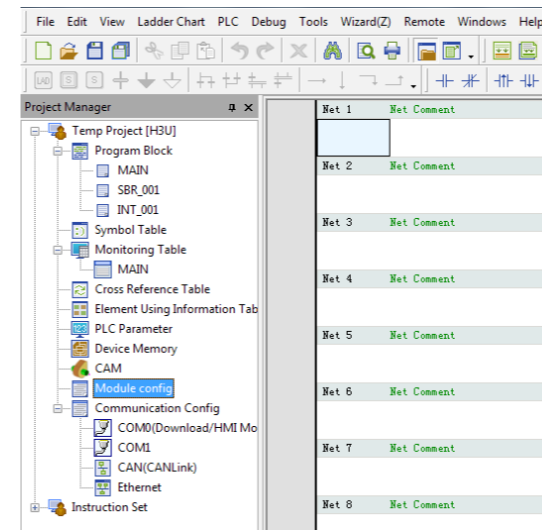 File Edit View Ladder Chart PLC Debug Tools Wizard(Z) Remote Windows Help
LAD S S
Project Manager
Temp Project [H3U]
Program Block
MAIN
SBR_001
INT_001
Symbol Table
Monitoring Table
MAIN
Cross Reference Table
Element Using Information Tab
PLC Parameter
Device Memory
CAM
Module config
Communication Config
COM0(Download/HMI Mo
COM1
CAN(CANLink)
Ethernet
Instruction Set
Net 1 Net Comment
Net 2 Net Comment
Net 3 Net Comment
Net 4 Net Comment
Net 5 Net Comment
Net 6 Net Comment
Net 7 Net Comment
Net 8 Net Comment